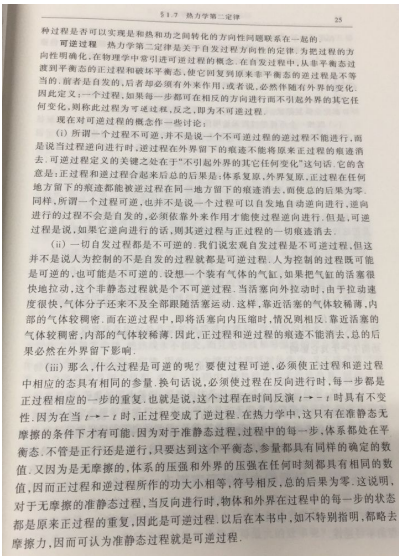 §1.7 热力学第二定律 25
种过程是否可以实现是和热和功之间转化的方向性问题联系在一起的.
可逆过程 热力学第二定律是关于自发过程方向性的定律.为把过程的方
向性明确化,在物理学中常引进可逆过程的概念.在自发过程中,从非平衡态过
渡到平衡态的正过程和破坏平衡态,使它回复到原来非平衡态的逆过程是不等
当的.前者是自发的,后者却必须有外来作用,或者说,必然伴随有外界的变化.
因此定义:一个过程,如果每一步都可在相反的方向进行而不引起外界的其它任
何变化,则称此过程为可逆过程,反之,即为不可逆过程.
现在对可逆过程的概念作一些讨论:
(i) 所谓一个过程不可逆,并不是说一个不可逆过程的逆过程不能进行,而
是说当过程逆向进行时,逆过程在外界留下的痕迹不能将原来正过程的痕迹消
去.可逆过程定义的关键之处在于“不引起外界的其它任何变化”这句话.它的含
意是:正过程和逆过程合起来后总的后果是:体系复原,外界复原,正过程在任何
地方留下的痕迹都能被逆过程在同一地方留下的痕迹消去,而使总的后果为零.
同样,所谓一个过程可逆,也并不是说一个过程可以自发地自动逆向进行,逆向
进行的过程不会是自发的,必须依靠外来作用才能使过程逆向进行.但是,可逆
过程是说,如果它逆向进行的话,则其逆过程与正过程的一切痕迹消去.
(ii) 一切自发过程都是不可逆的.我们说宏观自发过程是不可逆过程,但这
并不是说人为控制的不是自发的过程就都是可逆过程.人为控制的过程既可能
是可逆的,也可能是不可逆的.设想一个装有气体的气缸,如果把气缸的活塞很
快地拉动,这个非静态过程就是个不可逆过程.当活塞向外拉动时,由于拉动速
度很快,气体分子还来不及全部跟随活塞运动.这样,靠近活塞的气体较稀薄,内
部的气体较稠密.而在逆过程中,即将活塞向内压缩时,情况则相反.靠近活塞的
气体较稠密,内部的气体较稀薄.因此,正过程和逆过程的痕迹不能消去,总的后
果必然在外界留下影响.
(iii) 那么,什么过程是可逆的呢?要使过程可逆,必须使正过程和逆过程
中相应的态具有相同的参量.换句话说,必须使过程在反向进行时,每一步都是
正过程相应的一步的重复.也就是说,这个过程在时间反演 t→−t 时具有不变
性.因为在当 t→−t 时,正过程变成了逆过程.在热力学中,这只有在准静态无
摩擦的条件下才有可能.因为对于准静态过程,过程中的每一步,体系都处在平
衡态.不管是正行还是逆行,只要达到这个平衡态,参量都具有同样的确定的数
值.又因为是无摩擦的,体系的压强和外界的压强在任何时刻都具有相同的数
值,因而正过程和逆过程所作的功大小相等,符号相反,总的后果为零.这说明,
对于无摩擦的准静态过程,当反向进行时,物体和外界在过程中的每一步的状态
都是原来正过程的重复,因此是可逆过程.以后在本书中,如不特别指明,都略去
摩擦力,因而可认为准静态过程就是可逆过程.